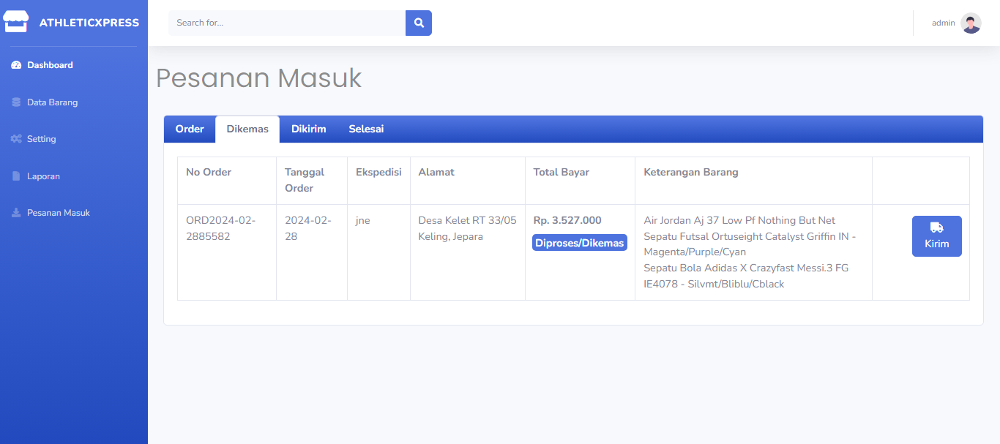 ATHLETICXPRESS
Search for...
admin
Dashboard
Data Barang
Setting
Laporan
Pesanan Masuk
Pesanan Masuk
Order
Dikemas
Dikirim
Selesai
No Order
Tanggal
Order
Ekspedisi
Alamat
Total Bayar
Keterangan Barang
ORD2024-02-
2885582
2024-02-
28
jne
Desa Kelet RT 33/05
Keling, Jepara
Rp. 3.527.000
Diproses/Dikemas
Air Jordan Aj 37 Low Pf Nothing But Net
Sepatu Futsal Ortuseight Catalyst Griffin IN -
Magenta/Purple/Cyan
Sepatu Bola Adidas X Crazyfast Messi.3 FG
IE4078 - Silvmt/Bliblu/Cblack
Kirim